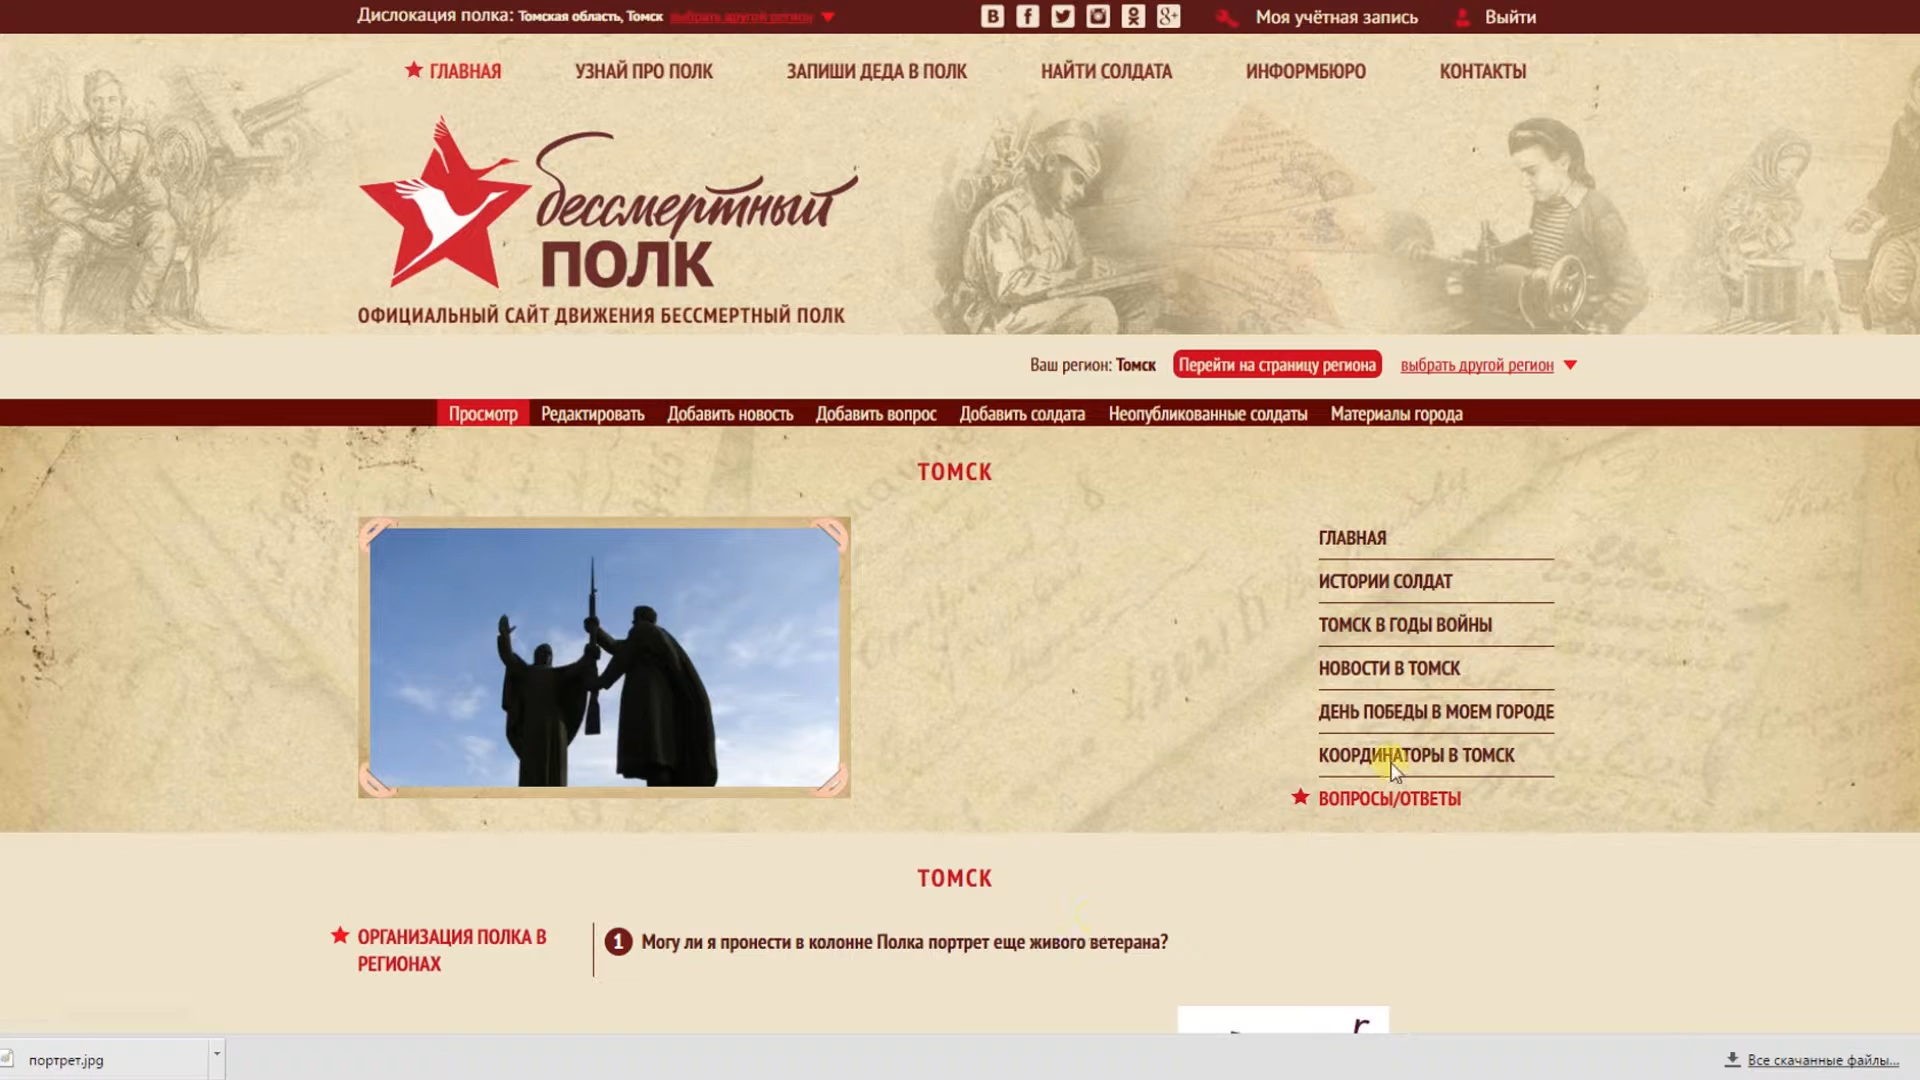 Дислокация полка: Томская область, Томск выбрать другой регион
Моя учётная запись
Выйти
ГЛАВНАЯ
УЗНАЙ ПРО ПОЛК
ЗАПИШИ ДЕДА В ПОЛК
НАЙТИ СОЛДАТА
ИНФОРМБЮРО
КОНТАКТЫ
бессмертный
ПОЛК
ОФИЦИАЛЬНЫЙ САЙТ ДВИЖЕНИЯ БЕССМЕРТНЫЙ ПОЛК
Ваш регион: Томск Перейти на страницу региона выбрать другой регион
Просмотр
Редактировать
Добавить новость
Добавить вопрос
Добавить солдата
Неопубликованные солдаты
Материалы города
ТОМСК
ГЛАВНАЯ
ИСТОРИИ СОЛДАТ
ТОМСК В ГОДЫ ВОЙНЫ
НОВОСТИ В ТОМСК
ДЕНЬ ПОБЕДЫ В МОЕМ ГОРОДЕ
КООРДИНАТОРЫ В ТОМСК
ВОПРОСЫ/ОТВЕТЫ
ТОМСК
ОРГАНИЗАЦИЯ ПОЛКА В
РЕГИОНАХ
1 Могу ли я пронести в колонне Полка портрет еще живого ветерана?
портрет.jpg
Все скачанные файлы...